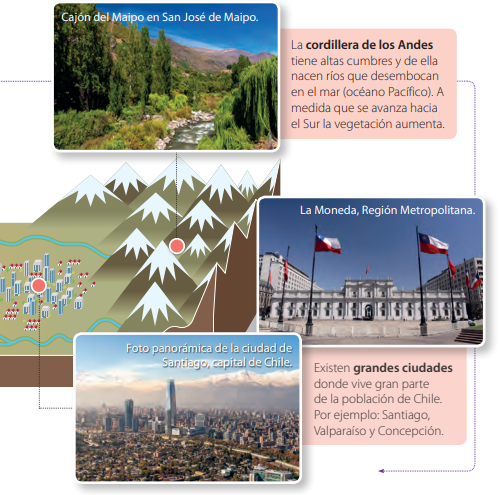 Cajón del Maipo en San José de Maipo.
La cordillera de los Andes
tiene altas cumbres y de ella
nacen ríos que desembocan
en el mar (océano Pacífico). A
medida que se avanza hacia
el Sur la vegetación aumenta.
La Moneda, Región Metropolitana.
Foto panorámica de la ciudad de
Santiago, capital de Chile.
Existen grandes ciudades
donde vive gran parte
de la población de Chile.
Por ejemplo: Santiago,
Valparaíso y Concepción.